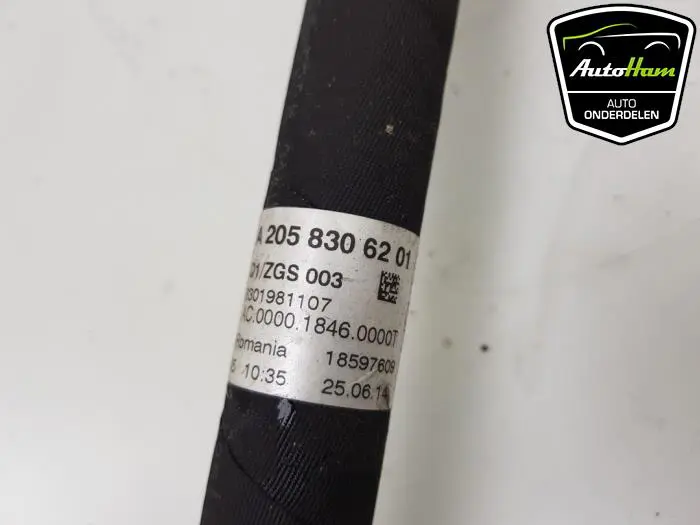 AutoHam
AUTO
ONDERDELEN
A 205 830 62 01
01/ZGS 003
0301981107
AC.0000.1846.0000T
Romania 18597609
10:35 25.06.14